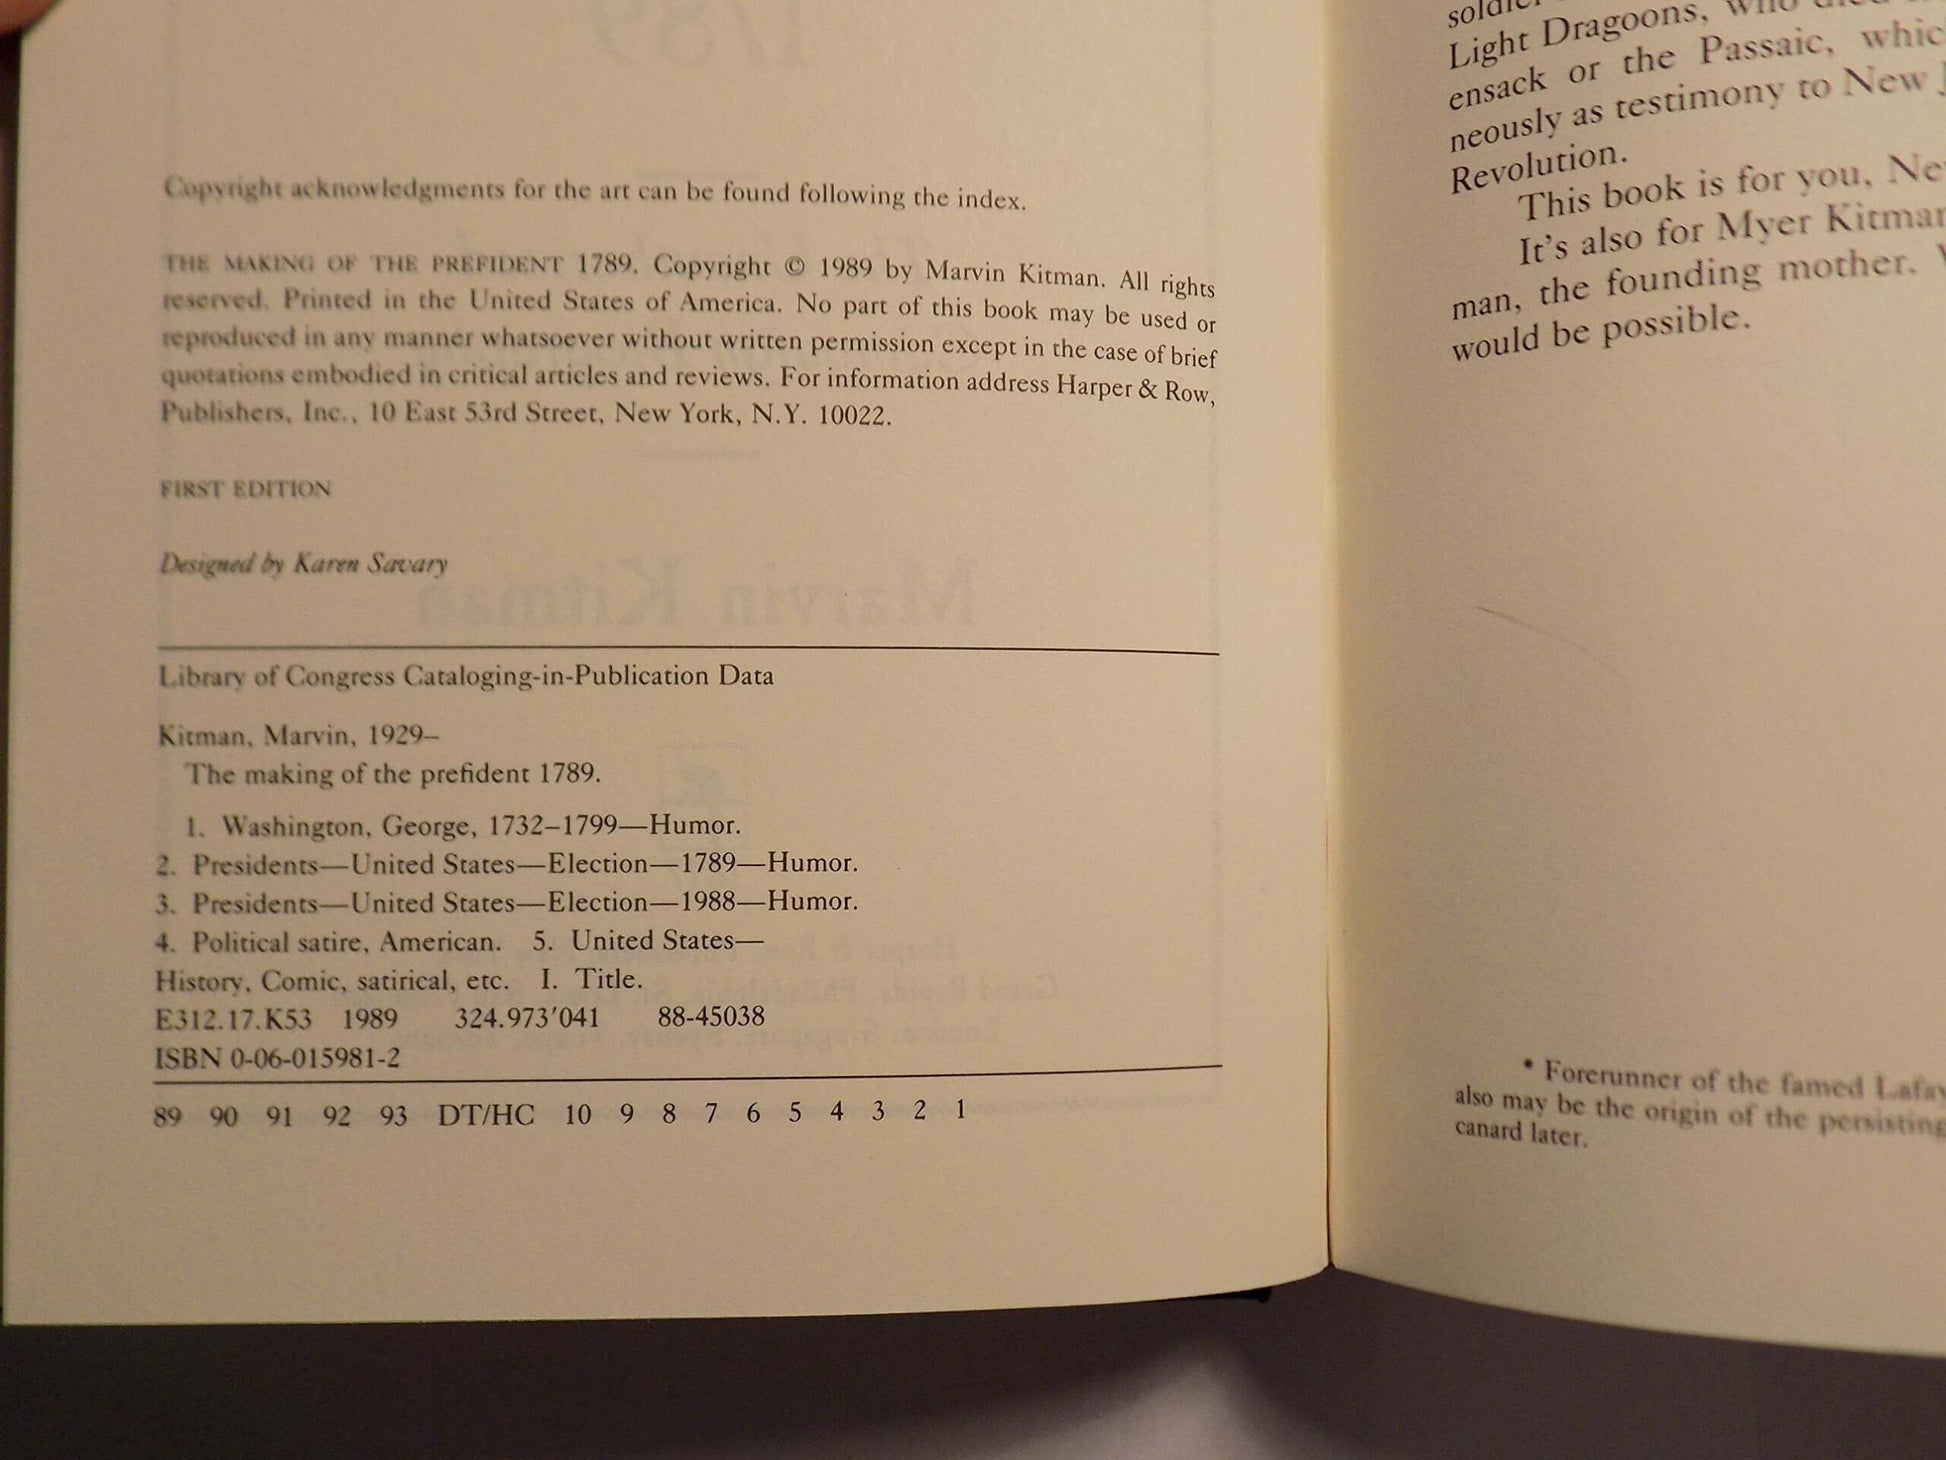 Copyright acknowledgments for the art can be found following the index.
THE MAKING OF THE PREFIDENT 1789. Copyright © 1989 by Marvin Kitman. All rights
reserved. Printed in the United States of America. No part of this book may be used or
reproduced in any manner whatsoever without written permission except in the case of brief
quotations embodied in critical articles and reviews. For information address Harper & Row,
Publishers, Inc., 10 East 53rd Street, New York, N.Y. 10022.
FIRST EDITION
Designed by Karen Savary
Library of Congress Cataloging-in-Publication Data
Kitman, Marvin, 1929–
The making of the prefident 1789.
1. Washington, George, 1732–1799—Humor.
2. Presidents—United States—Election—1789—Humor.
3. Presidents—United States—Election—1988—Humor.
4. Political satire, American. 5. United States—
History, Comic, satirical, etc. I. Title.
E312.17.K53 1989 324.973'041 88-45038
ISBN 0-06-015981-2
89 90 91 92 93 DT/HC 10 9 8 7 6 5 4 3 2 1
soldier
Light Dragoons, who died
ensack or the Passaic, whic
neously as testimony to New J
Revolution.
This book is for you, Ne
It's also for Myer Kitman
man, the founding mother.
would be possible.
* Forerunner of the famed Lafay
also may be the origin of the persisting
canard later.